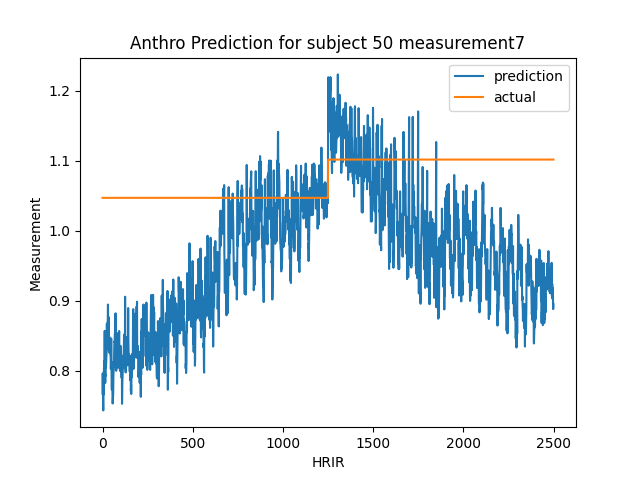 Anthro Prediction for subject 50 measurement7
prediction
actual
Measurement
1.2
1.1
1.0
0.9
0.8
0
500
1000
1500
2000
2500
HRIR